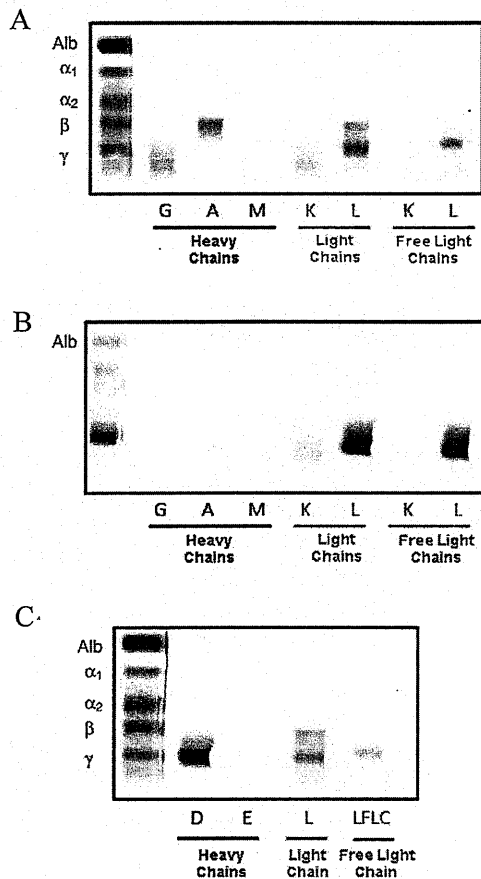 A
Alb
α1
α2
β
γ
G A M K L K L
Heavy Chains Light Chains Free Light Chains
B
Alb
G A M K L K L
Heavy Chains Light Chains Free Light Chains
C
Alb
α1
α2
β
γ
D E L LFLC
Heavy Chains Light Chain Free Light Chain